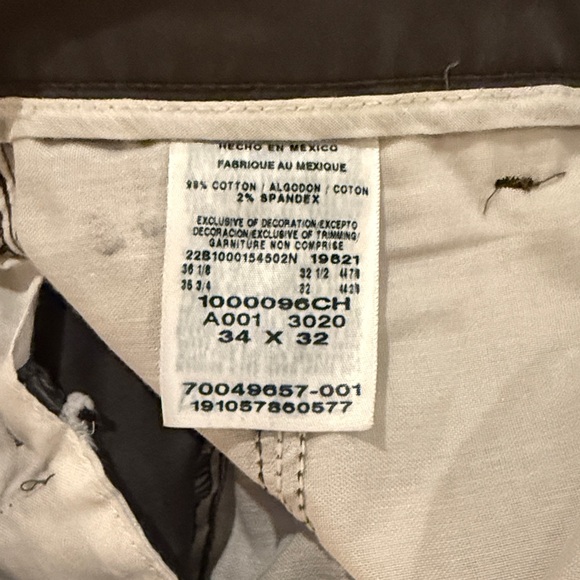 HECHO EN MEXICO
FABRIQUE AU MEXIQUE
98% COTTON / ALGODON / COTON
2% SPANDEX
EXCLUSIVE OF DECORATION/EXCEPTO
DECORACION/EXCLUSIVE OF TRIMMING/
GARNITURE NON COMPRISE
22B1000154502N 19821
36 1/8 32 1/2 4478
35 3/4 32 4428
1000096CH
A001 3020
34 X 32
70049657-001
191057860577